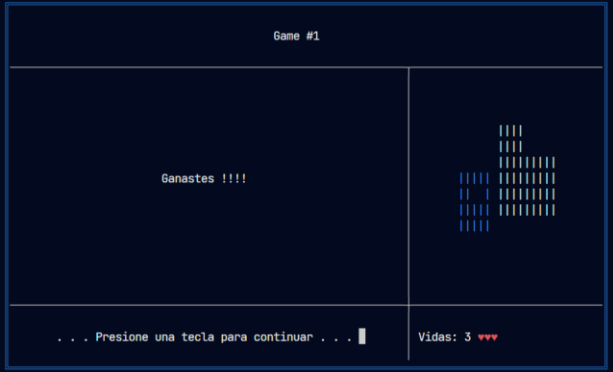 Game #1
Ganastes !!!!
. . . Presione una tecla para continuar . . .
Vidas: 3 ♥♥♥